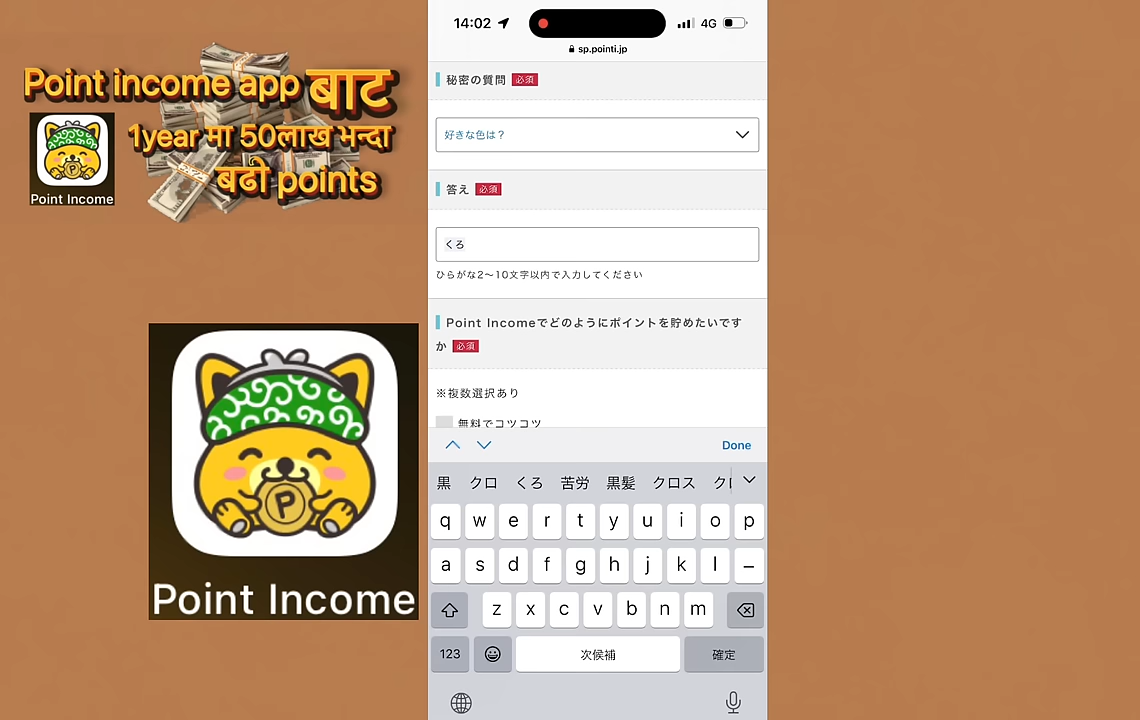 Point income app बाट
1year मा 50लाख भन्दा
बढी points
Point Income
P
Point Income
14:02
4G
sp.pointi.jp
秘密の質問 必須
好きな色は？
答え 必須
くろ
ひらがな2～10文字以内で入力してください
Point Incomeでどのようにポイントを貯めたいです
か 必須
※複数選択あり
無料でコツコツ
Done
黒 クロ くろ 苦労 黒髪 クロス
q w e r t y u i o p
a s d f g h j k l ー
z x c v b n m
123 次候補 確定